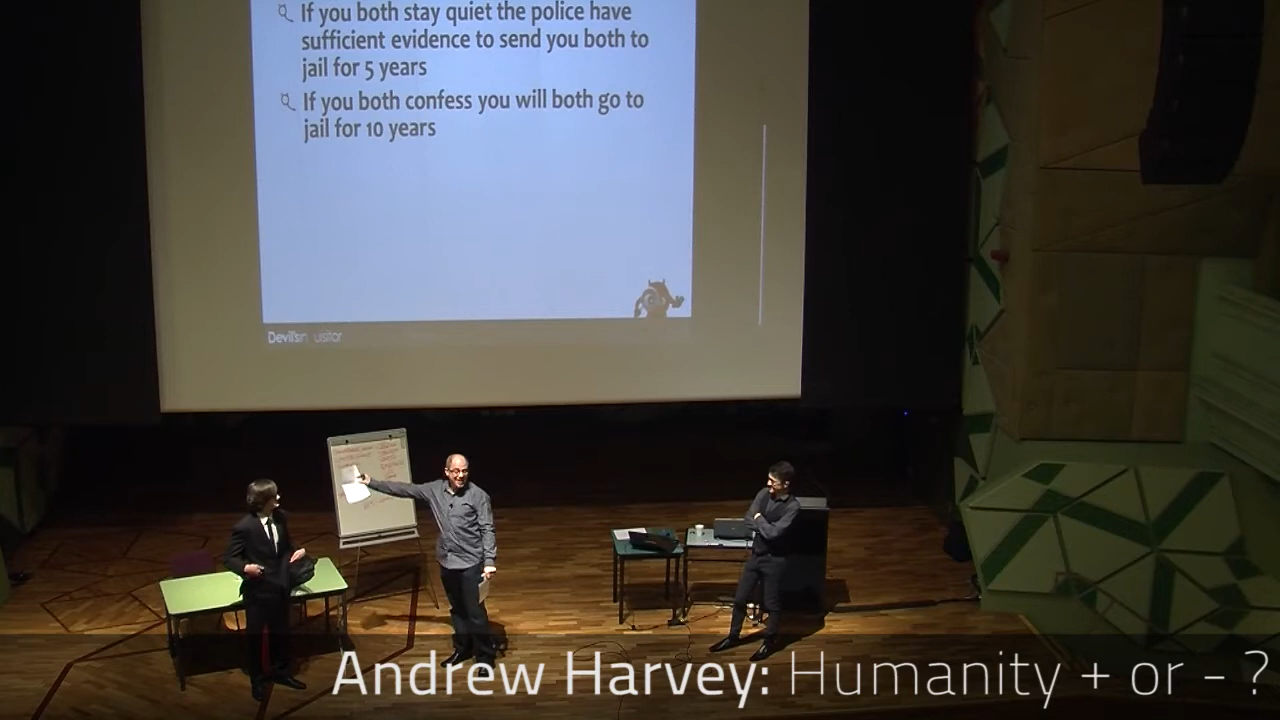 If you both stay quiet the police have
sufficient evidence to send you both to
jail for 5 years
If you both confess you will both go to
jail for 10 years
Andrew Harvey: Humanity + or - ?